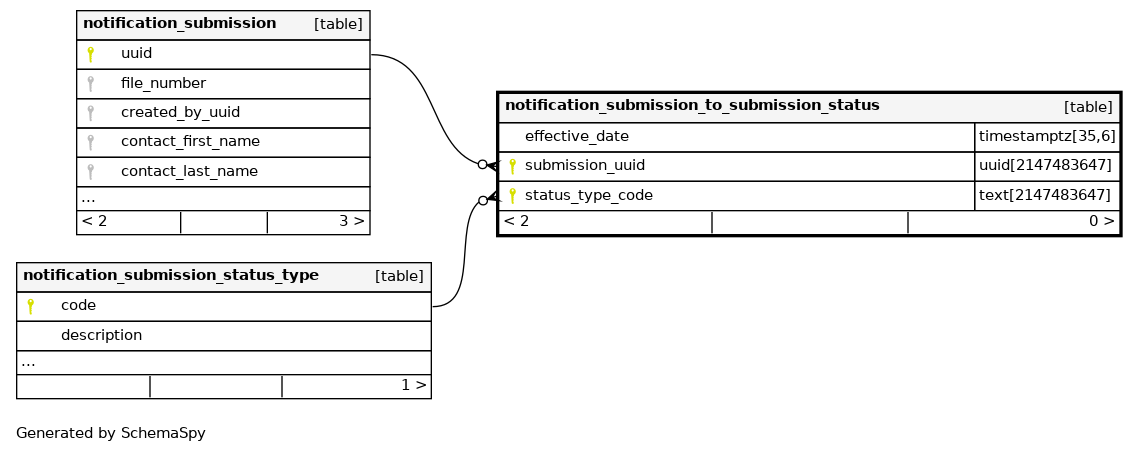 notification_submission [table]
uuid
file_number
created_by_uuid
contact_first_name
contact_last_name
...
< 2 3 >
notification_submission_to_submission_status [table]
effective_date timestamptz[35,6]
submission_uuid uuid[2147483647]
status_type_code text[2147483647]
< 2 0 >
notification_submission_status_type [table]
code
description
...
1 >
Generated by SchemaSpy